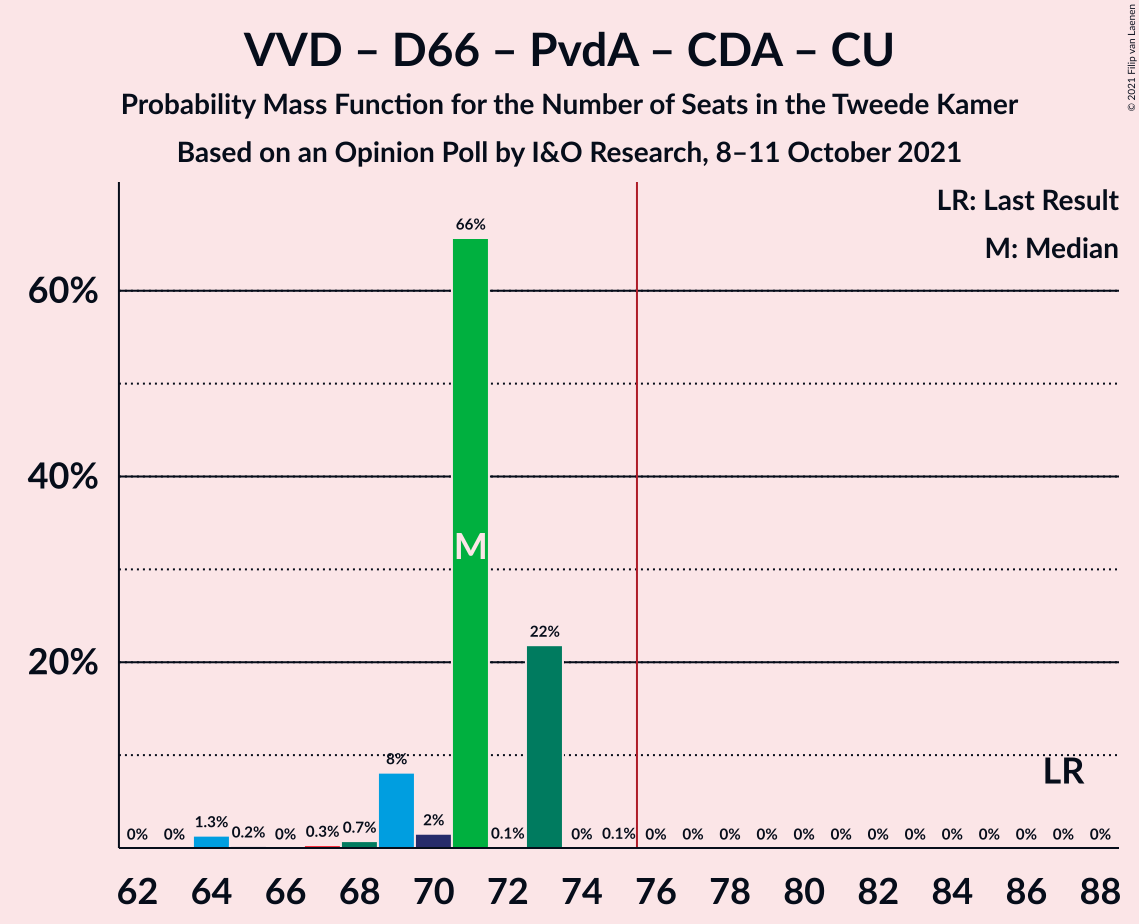 VVD – D66 – PvdA – CDA – CU
Probability Mass Function for the Number of Seats in the Tweede Kamer
Based on an Opinion Poll by I&O Research, 8–11 October 2021
© 2021 Filip van Laenen
LR: Last Result
M: Median
66%
60%
40%
M
22%
20%
8%
LR
0% 0% 1.3% 0.2% 0% 0.3% 0.7% 2% 0.1% 0% 0.1% 0% 0% 0% 0% 0% 0% 0% 0% 0% 0% 0% 0% 0%
62 64 66 68 70 72 74 76 78 80 82 84 86 88